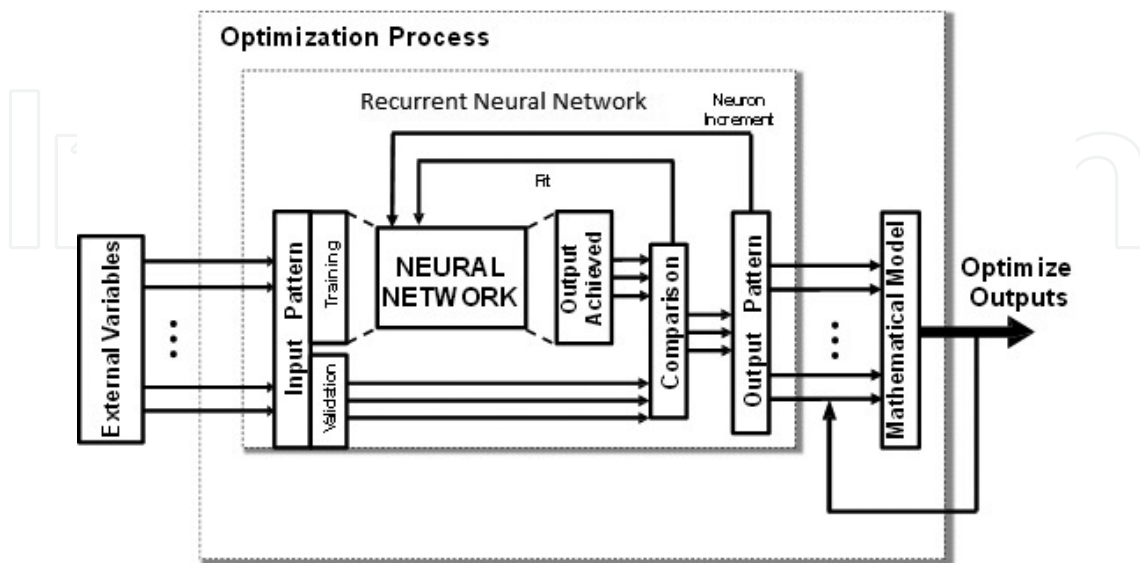 Optimization Process
Recurrent Neural Network
Neuron
Increment
Fit
External Variables
Input Pattern
Training
Validation
NEURAL
NETWORK
Output
Achieved
Comparison
Output Pattern
Mathematical Model
Optimize
Outputs